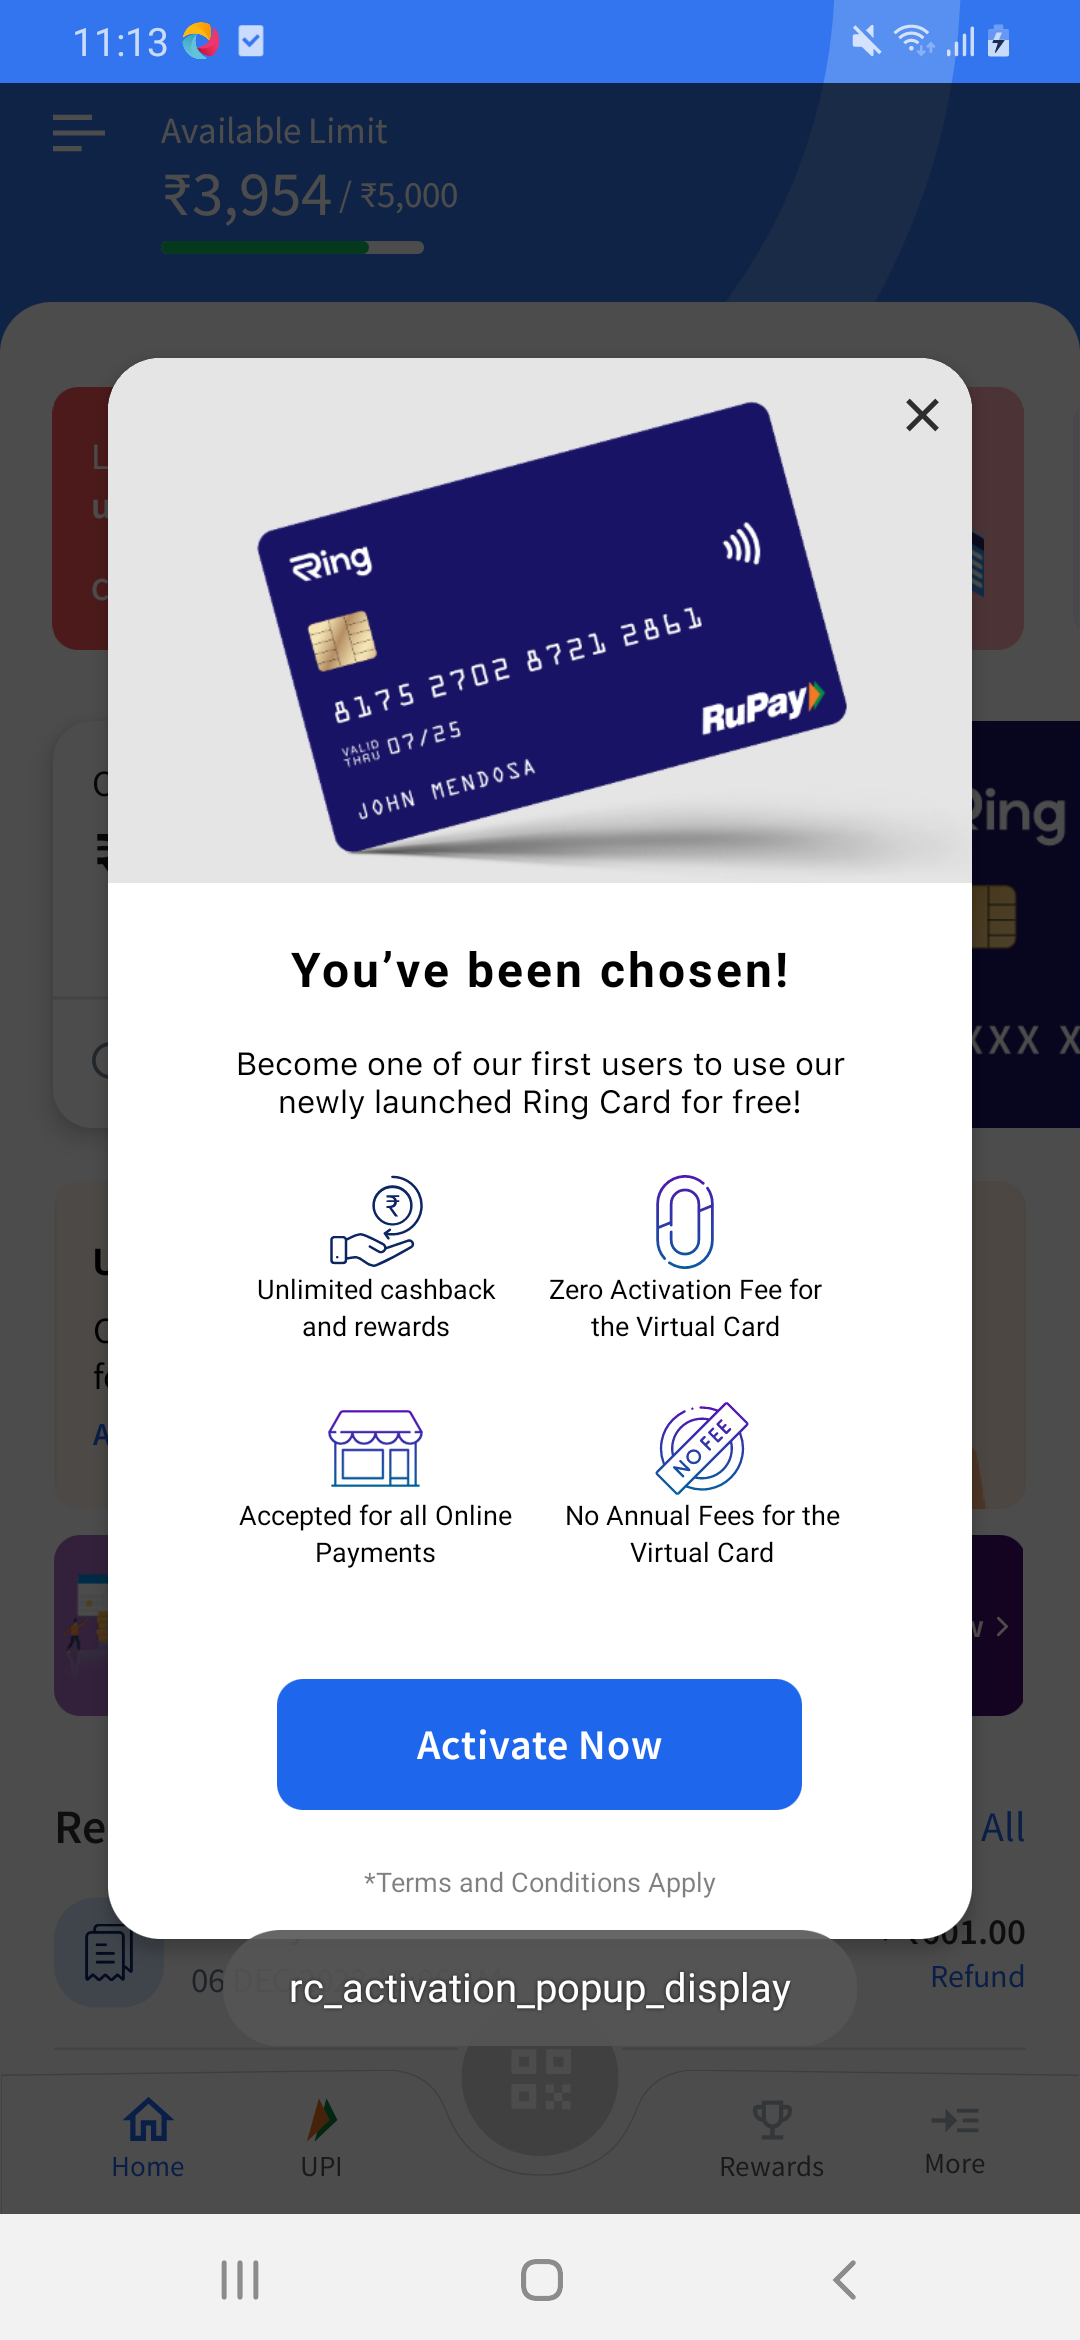 11:13
Available Limit
₹3,954 / ₹5,000
Ring
8175 2702 8721 2861
VALID THRU 07/25
JOHN MENDOSA
RuPay
Ring
XXX X
You've been chosen!
Become one of our first users to use our
newly launched Ring Card for free!
Unlimited cashback
and rewards
Zero Activation Fee for
the Virtual Card
NO FEE
Accepted for all Online
Payments
No Annual Fees for the
Virtual Card
Activate Now
*Terms and Conditions Apply
Re
All
06 DEC
Refund
rc_activation_popup_display
Home
UPI
Rewards
More